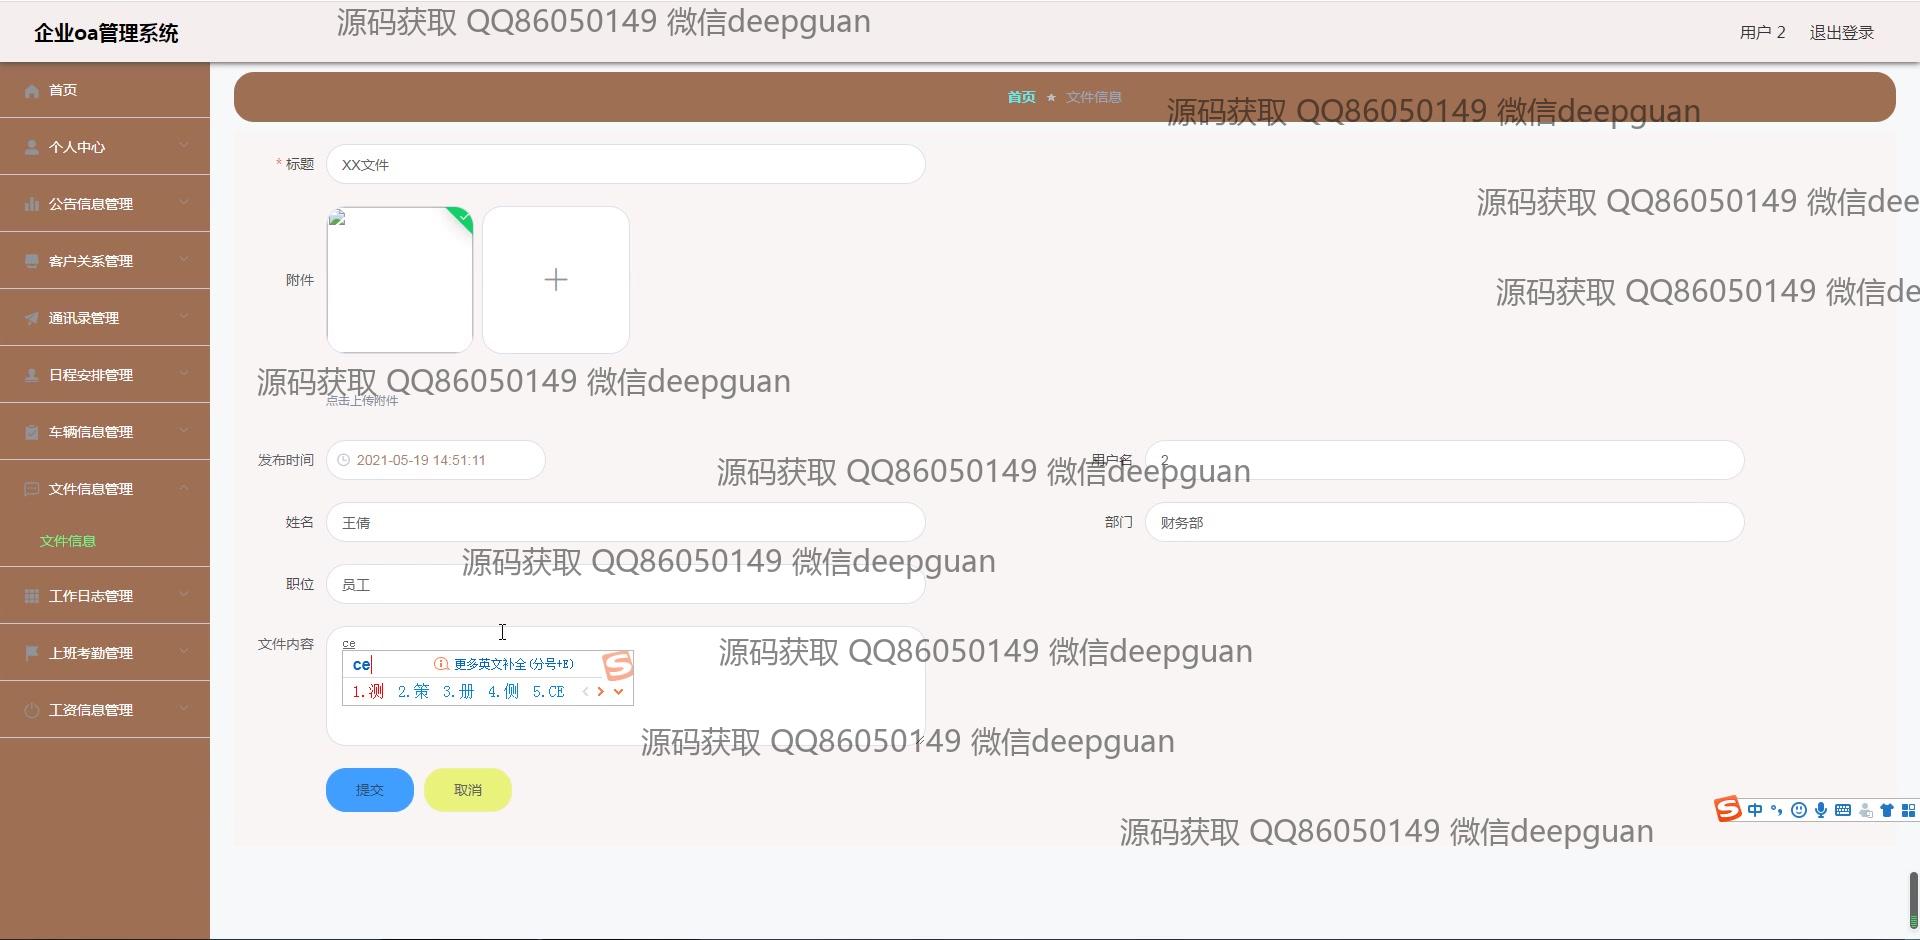 企业oa管理系统
源码获取 QQ86050149 微信deepguan
用户 2 退出登录
首页
个人中心
公告信息管理
客户关系管理
通讯录管理
日程安排管理
车辆信息管理
文件信息管理
文件信息
工作日志管理
上班考勤管理
工资信息管理
首页 ★ 文件信息
源码获取 QQ86050149 微信deepguan
* 标题 XX文件
源码获取 QQ86050149 微信dee
附件
源码获取 QQ86050149 微信de
源码获取 QQ86050149 微信deepguan
点击上传附件
发布时间 2021-05-19 14:51:11 用户名 2
源码获取 QQ86050149 微信deepguan
姓名 王倩 部门 财务部
源码获取 QQ86050149 微信deepguan
职位 员工
文件内容 ce
源码获取 QQ86050149 微信deepguan
ce 更多英文补全(分号+E)
1.测 2.策 3.册 4.侧 5.CE
源码获取 QQ86050149 微信deepguan
提交 取消
中
源码获取 QQ86050149 微信deepguan